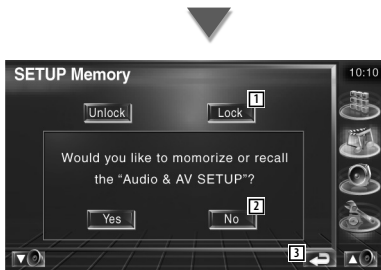 SETUP Memory
10:10
Unlock
Lock
1
Would you like to momorize or recall
the “Audio & AV SETUP”?
Yes
No
2
3